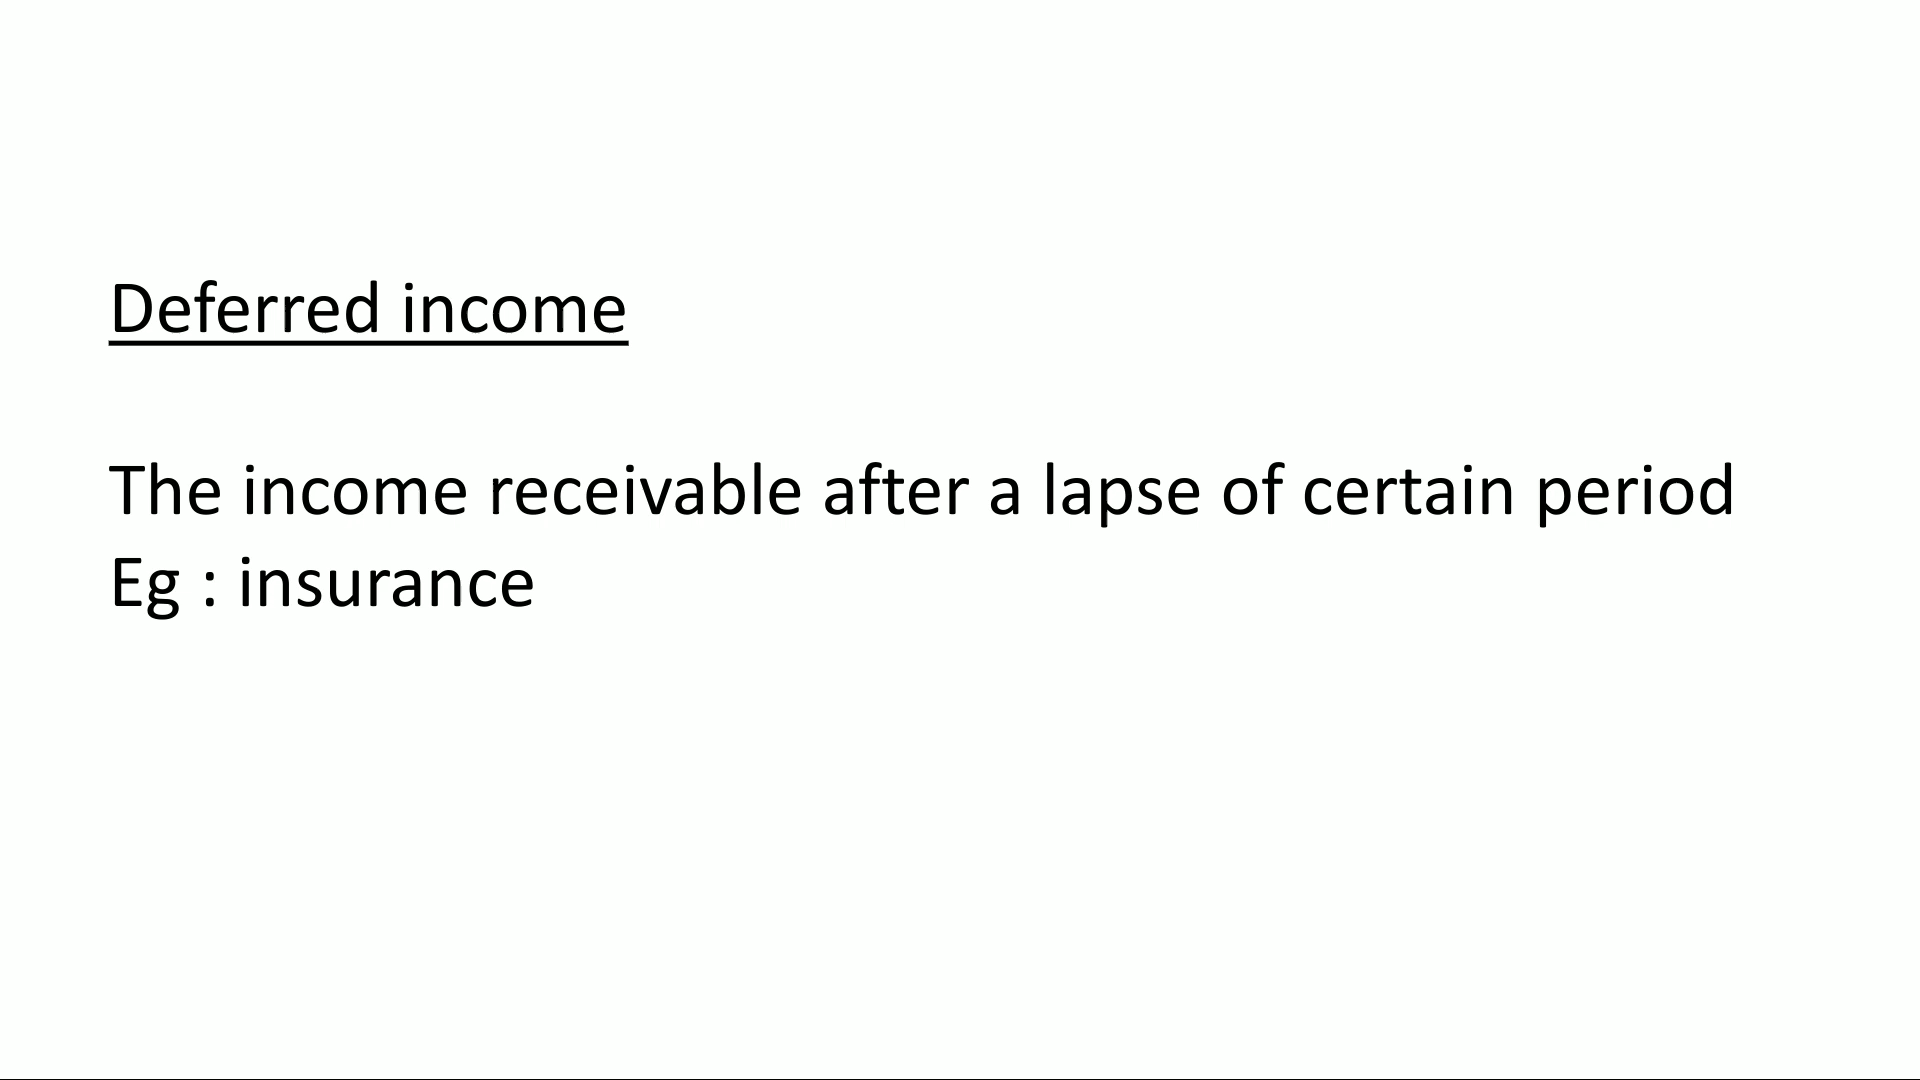 Deferred income
The income receivable after a lapse of certain period
Eg : insurance